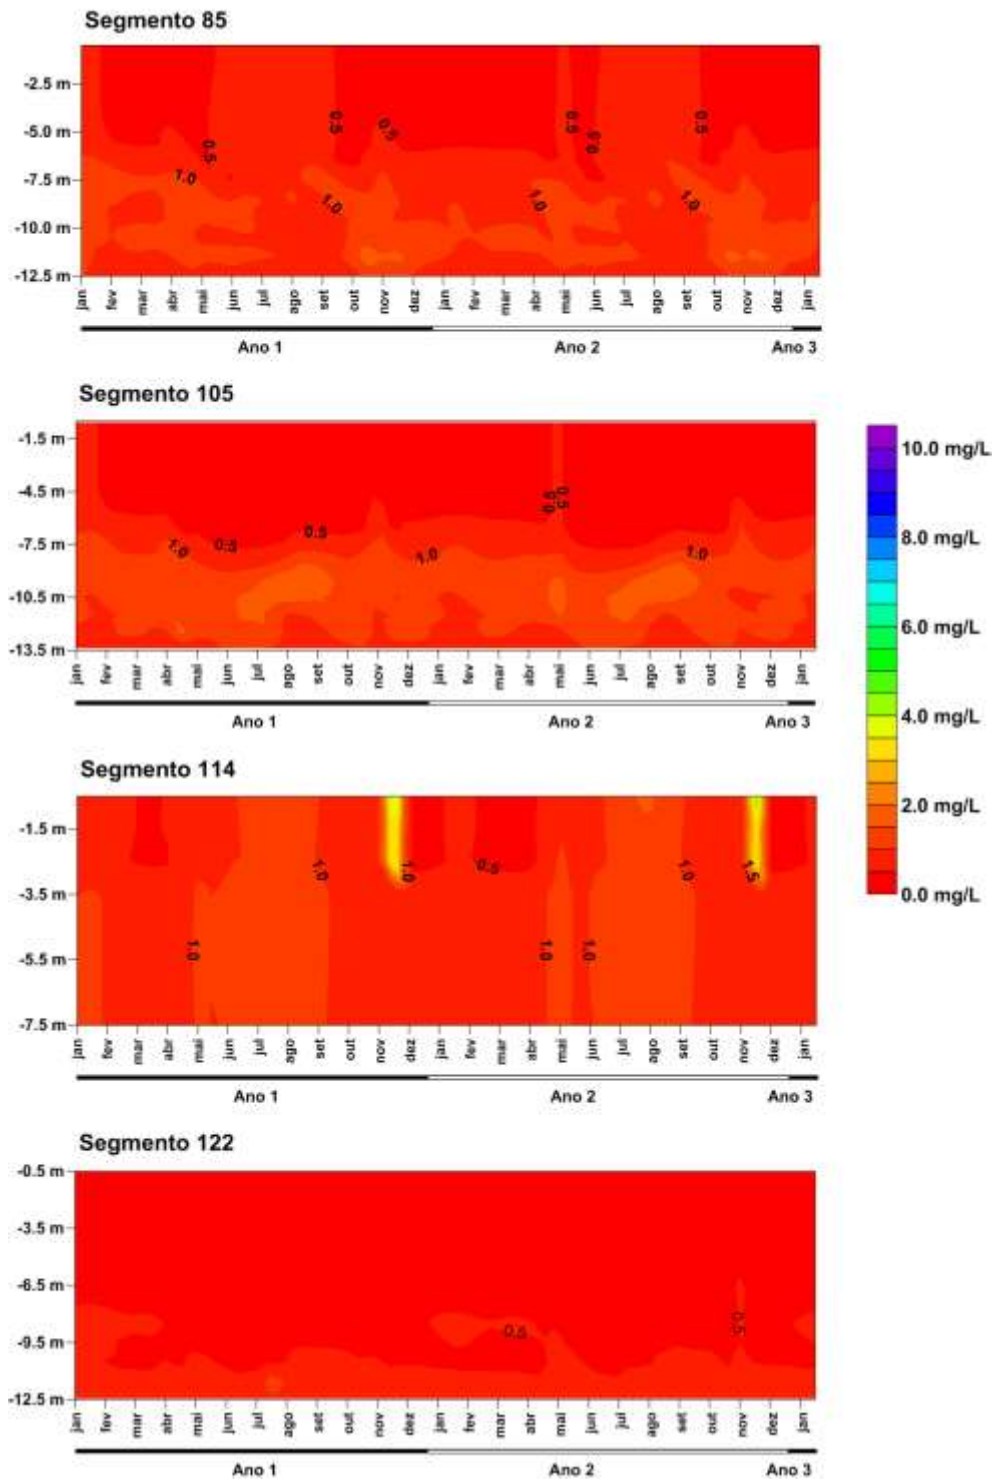 Segmento 85
-2.5 m
-5.0 m
-7.5 m
-10.0 m
-12.5 m
0.5
0.5
0.5
0.5
0.5
1.0
1.0
1.0
1.0
jan fev mar abr mai jun jul ago set out nov dez jan fev mar abr mai jun jul ago set out nov dez jan
Ano 1 Ano 2 Ano 3
Segmento 105
-1.5 m
-4.5 m
-7.5 m
-10.5 m
-13.5 m
0.5
0.5
0.5
1.0
1.0
1.0
jan fev mar abr mai jun jul ago set out nov dez jan fev mar abr mai jun jul ago set out nov dez jan
Ano 1 Ano 2 Ano 3
10.0 mg/L
8.0 mg/L
6.0 mg/L
4.0 mg/L
2.0 mg/L
0.0 mg/L
Segmento 114
-1.5 m
-3.5 m
-5.5 m
-7.5 m
1.0
1.0
0.5
1.0
1.5
1.0
1.0
1.0
jan fev mar abr mai jun jul ago set out nov dez jan fev mar abr mai jun jul ago set out nov dez jan
Ano 1 Ano 2 Ano 3
Segmento 122
-0.5 m
-3.5 m
-6.5 m
-9.5 m
-12.5 m
0.5
0.5
jan fev mar abr mai jun jul ago set out nov dez jan fev mar abr mai jun jul ago set out nov dez jan
Ano 1 Ano 2 Ano 3